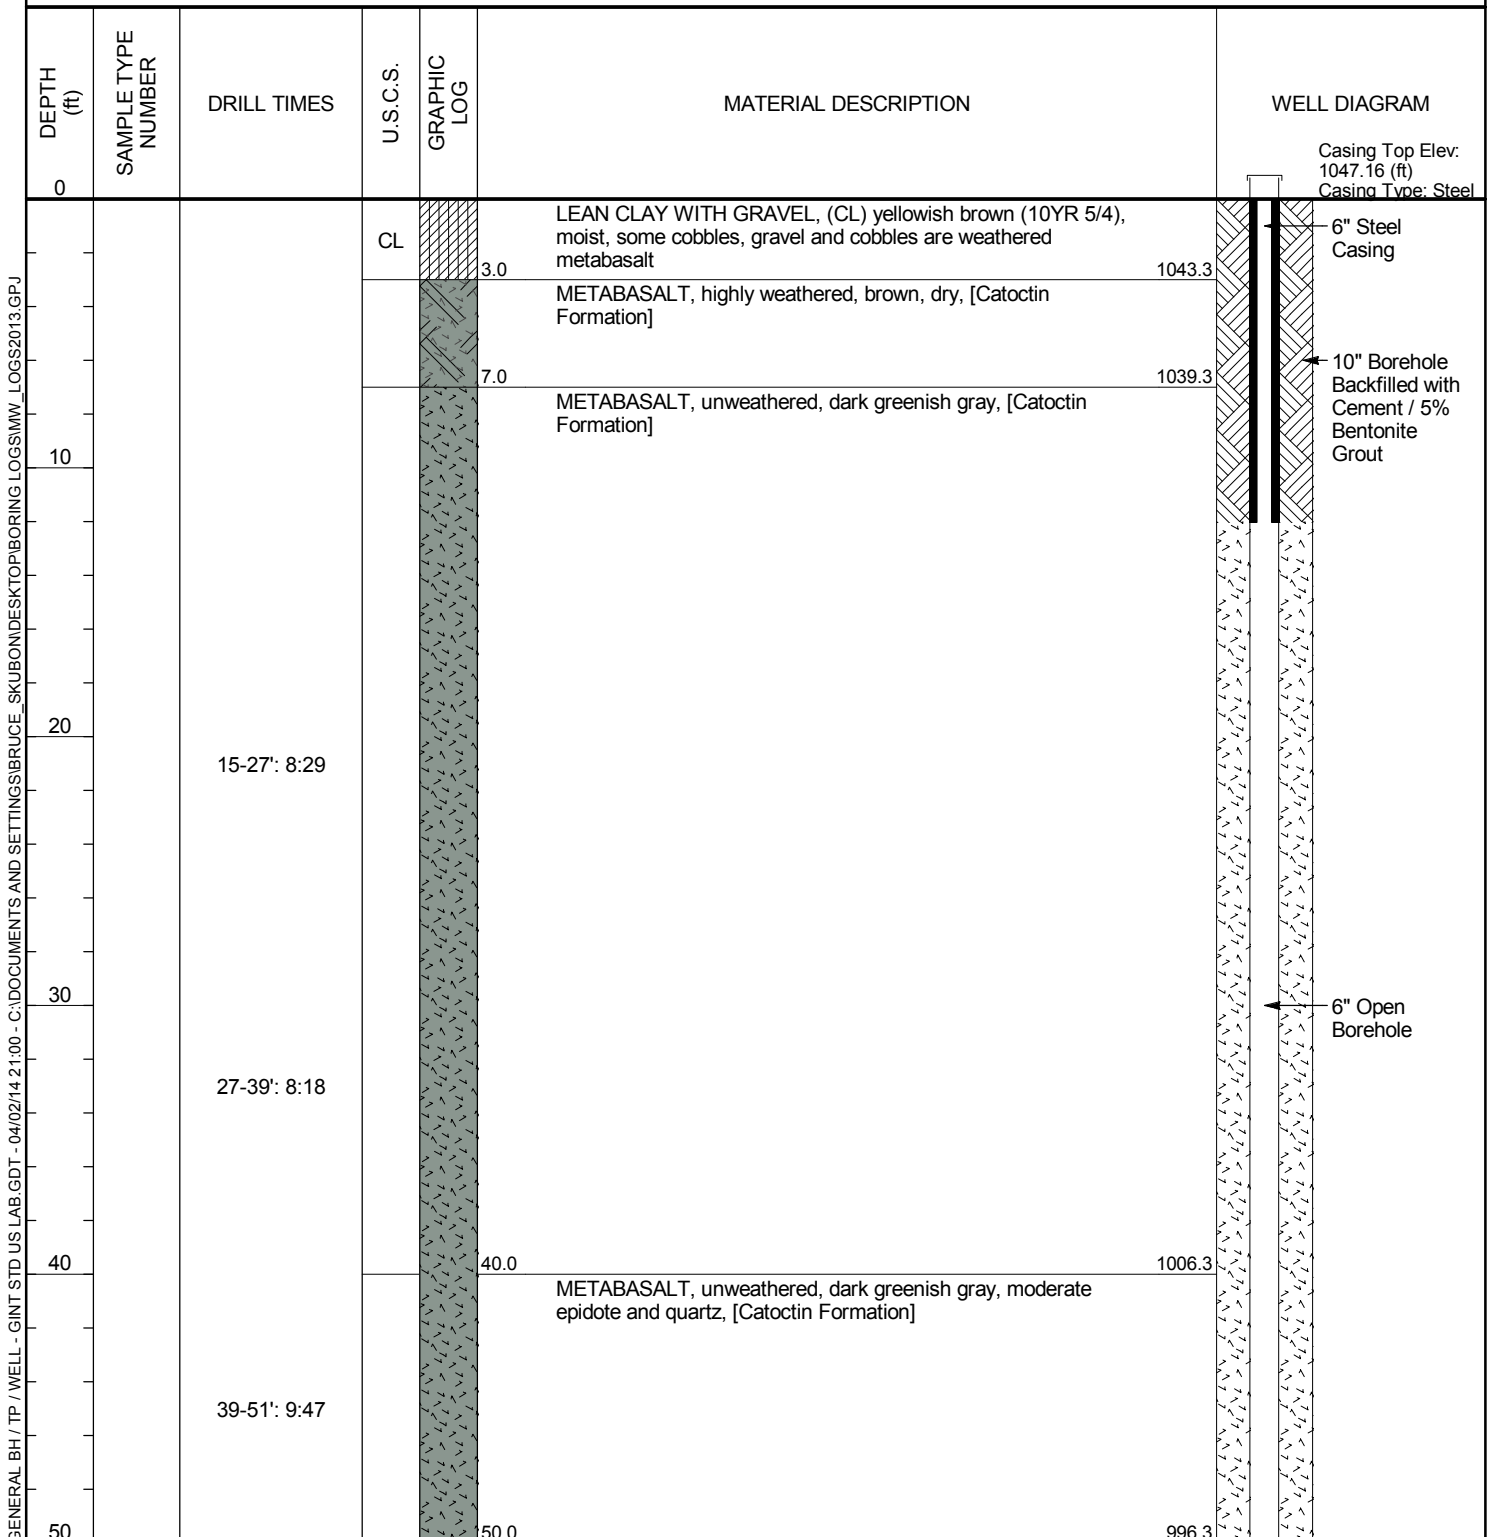 DEPTH
(ft)
SAMPLE TYPE
NUMBER
DRILL TIMES
U.S.C.S.
GRAPHIC
LOG
MATERIAL DESCRIPTION
WELL DIAGRAM
Casing Top Elev:
1047.16 (ft)
Casing Type: Steel
0
CL
LEAN CLAY WITH GRAVEL, (CL) yellowish brown (10YR 5/4),
moist, some cobbles, gravel and cobbles are weathered
metabasalt
6" Steel
Casing
3.0
1043.3
METABASALT, highly weathered, brown, dry, [Catoctin
Formation]
10" Borehole
Backfilled with
Cement / 5%
Bentonite
Grout
7.0
1039.3
METABASALT, unweathered, dark greenish gray, [Catoctin
Formation]
10
20
15-27': 8:29
30
6" Open
Borehole
27-39': 8:18
40
40.0
1006.3
METABASALT, unweathered, dark greenish gray, moderate
epidote and quartz, [Catoctin Formation]
39-51': 9:47
50
50.0
996.3
GENERAL BH / TP / WELL - GINT STD US LAB.GDT - 04/02/14 21:00 - C:\DOCUMENTS AND SETTINGS\BRUCE_SKUBON\DESKTOP\BORING LOGS\MW_LOGS2013.GPJ